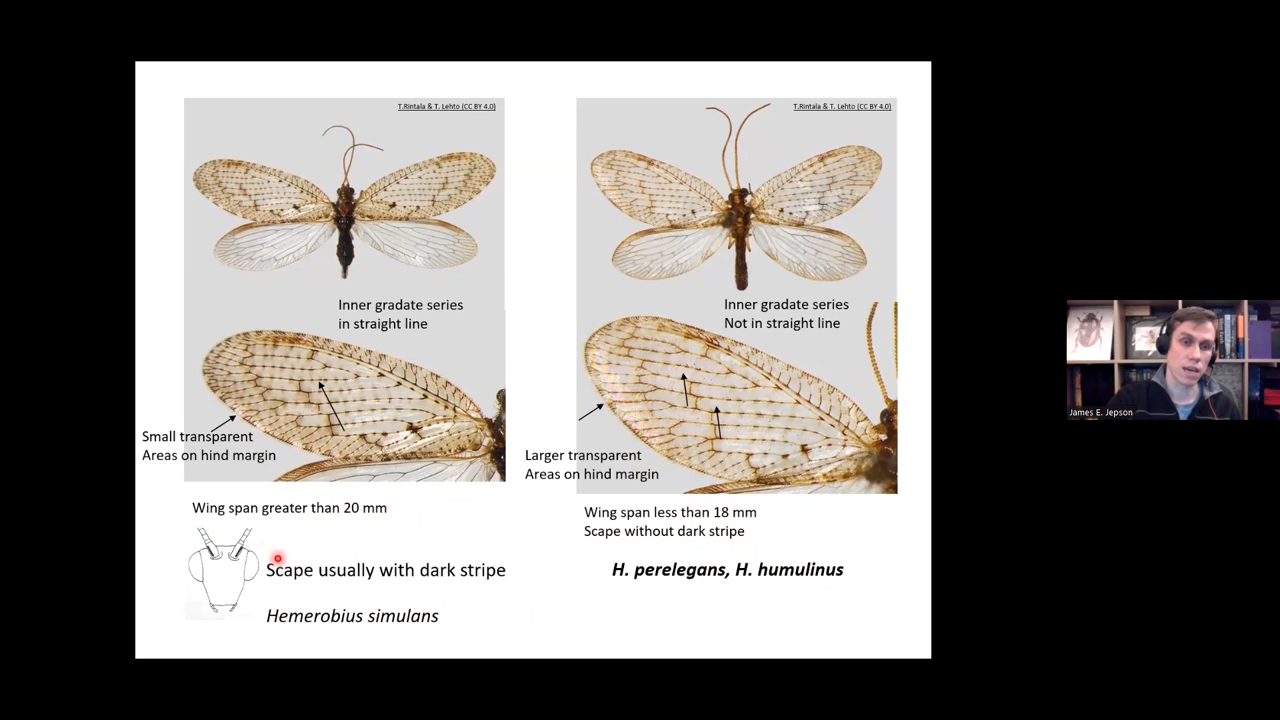 T.Rintala & T. Lehto (CC BY 4.0)
Inner gradate series
in straight line
Small transparent
Areas on hind margin
Wing span greater than 20 mm
Scape usually with dark stripe
Hemerobius simulans
T.Rintala & T. Lehto (CC BY 4.0)
Inner gradate series
Not in straight line
Larger transparent
Areas on hind margin
Wing span less than 18 mm
Scape without dark stripe
H. perelegans, H. humulinus
James E. Jepson